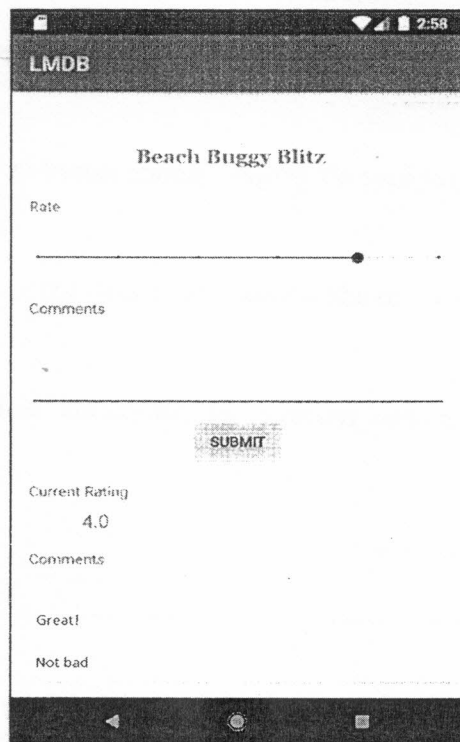 2:58
LMDB
Beach Buggy Blitz
Rate
Comments
SUBMIT
Current Rating
4.0
Comments
Great!
Not bad